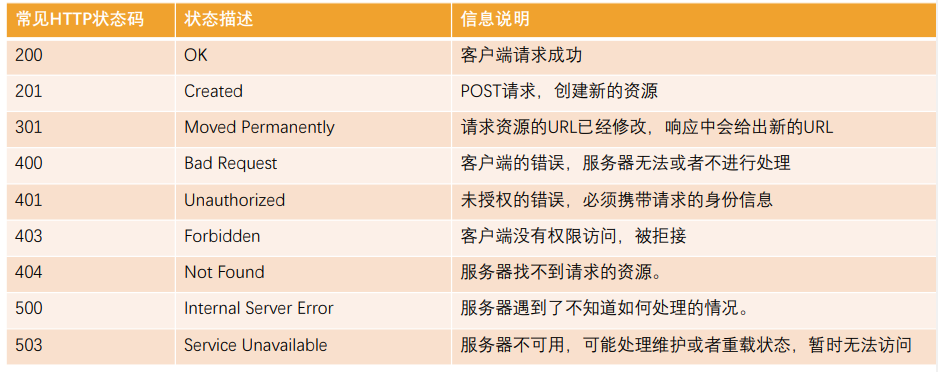 常见HTTP状态码 状态描述 信息说明
200 OK 客户端请求成功
201 Created POST请求，创建新的资源
301 Moved Permanently 请求资源的URL已经修改，响应中会给出新的URL
400 Bad Request 客户端的错误，服务器无法或者不进行处理
401 Unauthorized 未授权的错误，必须携带请求的身份信息
403 Forbidden 客户端没有权限访问，被拒接
404 Not Found 服务器找不到请求的资源。
500 Internal Server Error 服务器遇到了不知道如何处理的情况。
503 Service Unavailable 服务器不可用，可能处理维护或者重载状态，暂时无法访问